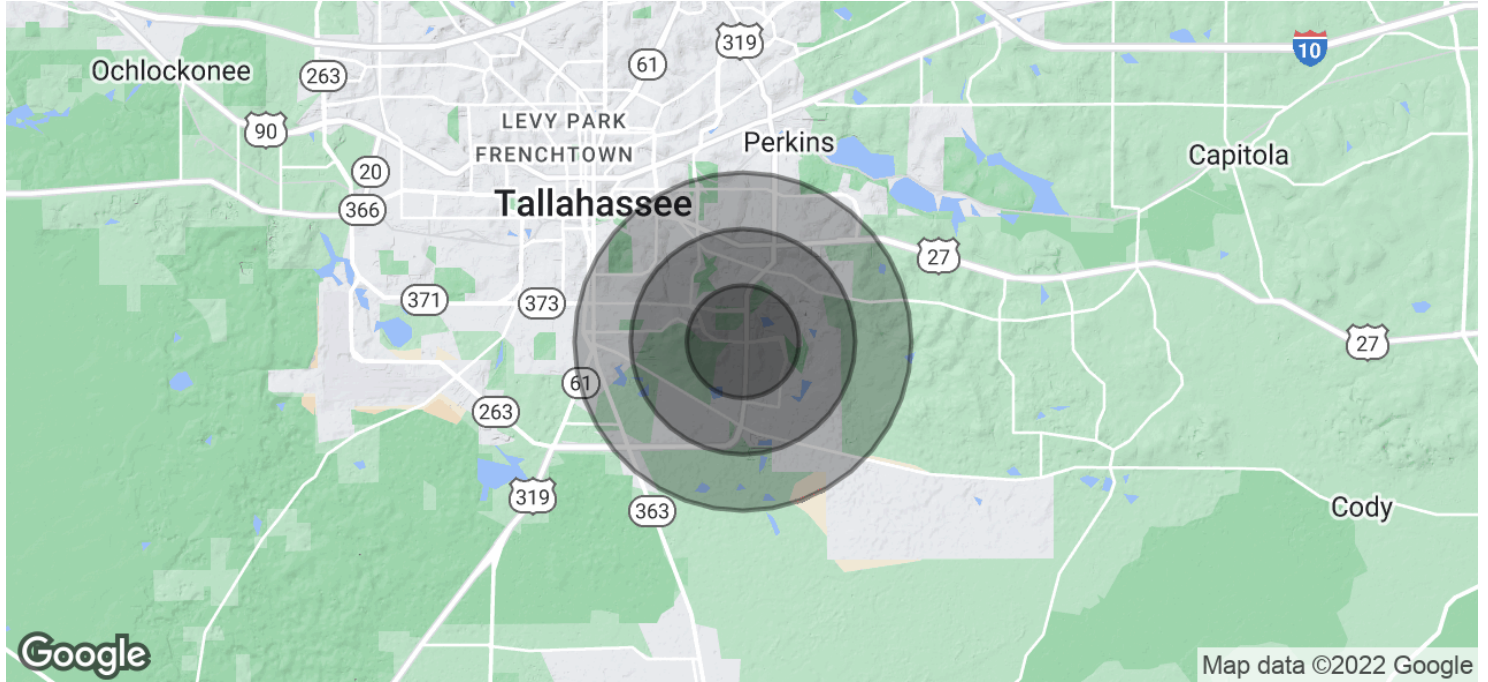 319
61
10
Ochlockonee
263
LEVY PARK
90
Perkins
FRENCHTOWN
Capitola
20
Tallahassee
366
27
371
373
27
61
263
319
363
Cody
Google
Map data ©2022 Google